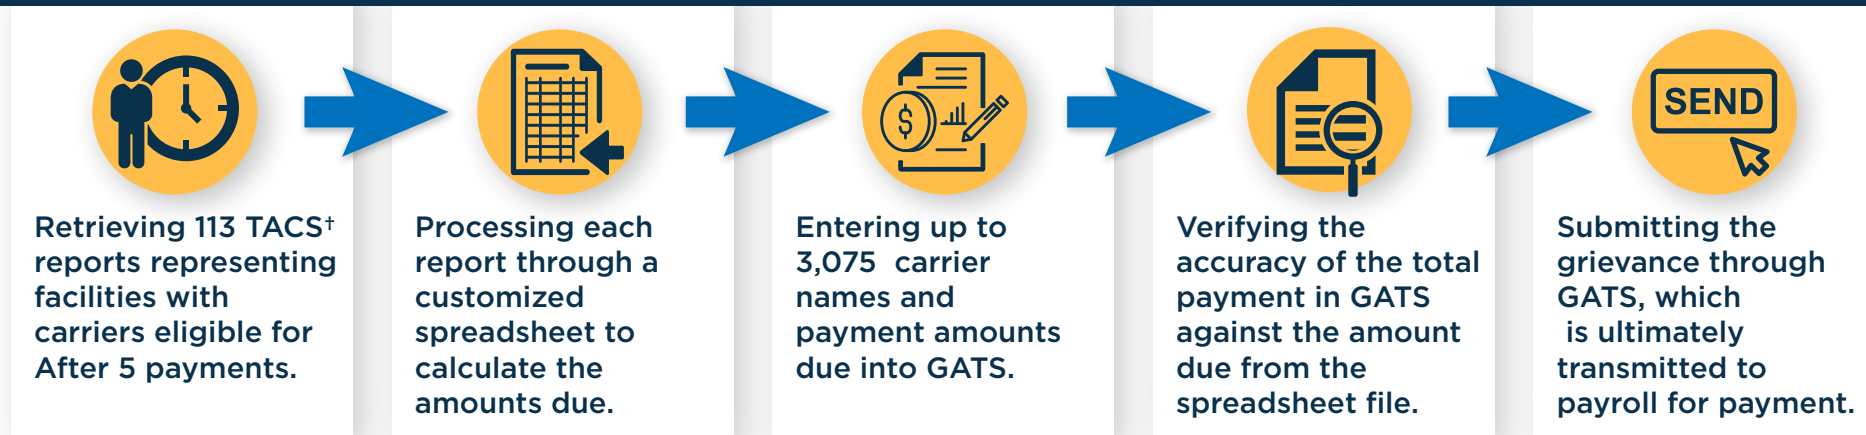 Retrieving 113 TACS†
reports representing
facilities with
carriers eligible for
After 5 payments.
Processing each
report through a
customized
spreadsheet to
calculate the
amounts due.
$
Entering up to
3,075 carrier
names and
payment amounts
due into GATS.
Verifying the
accuracy of the total
payment in GATS
against the amount
due from the
spreadsheet file.
SEND
Submitting the
grievance through
GATS, which
is ultimately
transmitted to
payroll for payment.